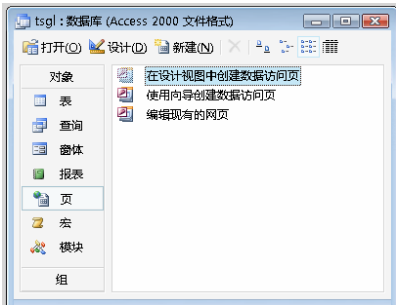 tsgl : 数据库 (Access 2000 文件格式)
打开(O) 设计(D) 新建(N)
对象
表
查询
窗体
报表
页
宏
模块
组
在设计视图中创建数据访问页
使用向导创建数据访问页
编辑现有的网页